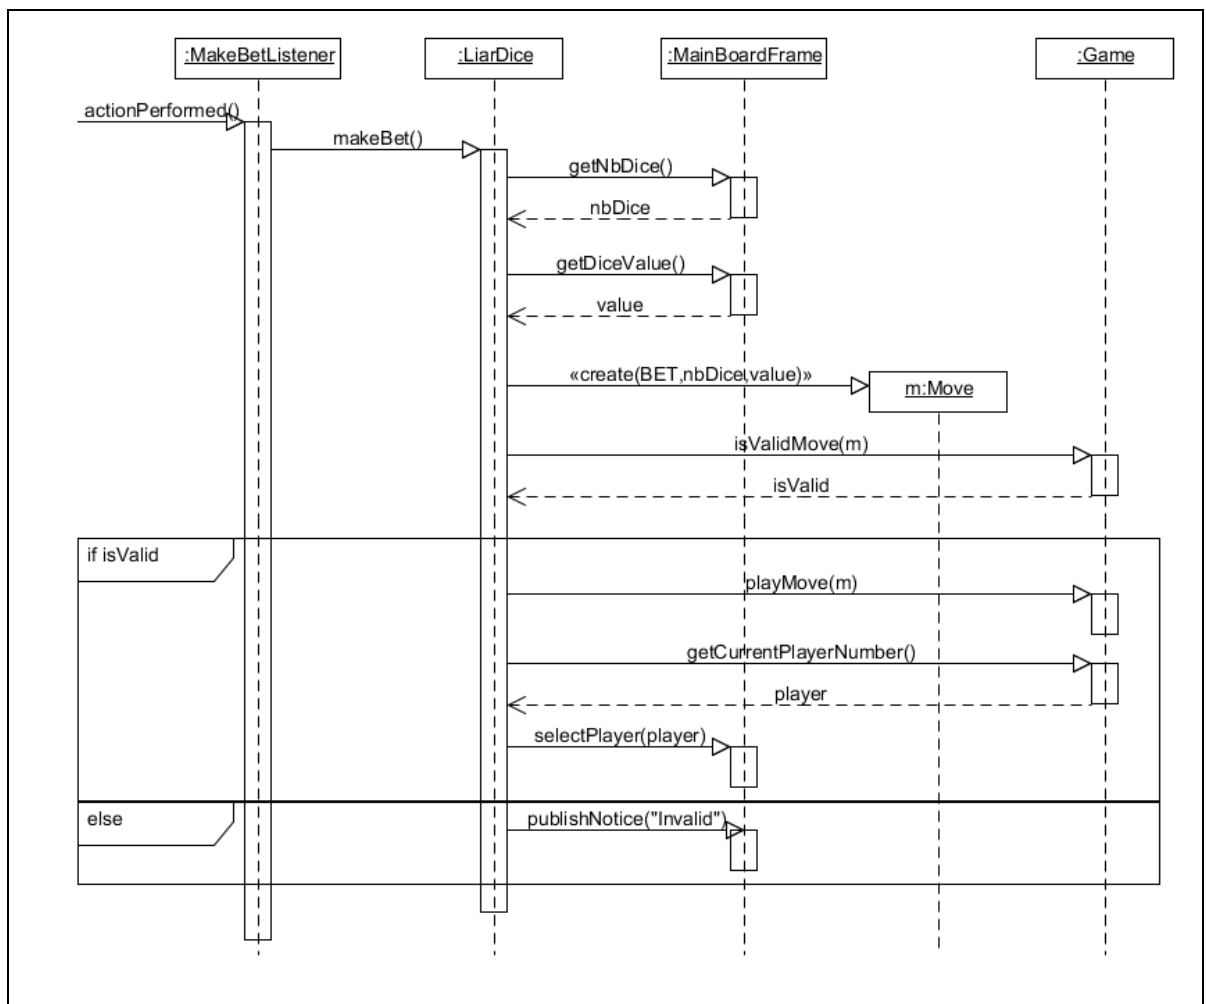 :MakeBetListener :LiarDice :MainBoardFrame :Game
actionPerformed()
makeBet()
getNbDice()
nbDice
getDiceValue()
value
«create(BET,nbDice,value)»
m:Move
isValidMove(m)
isValid
if isValid
playMove(m)
getCurrentPlayerNumber()
player
selectPlayer(player)
else
publishNotice("Invalid")